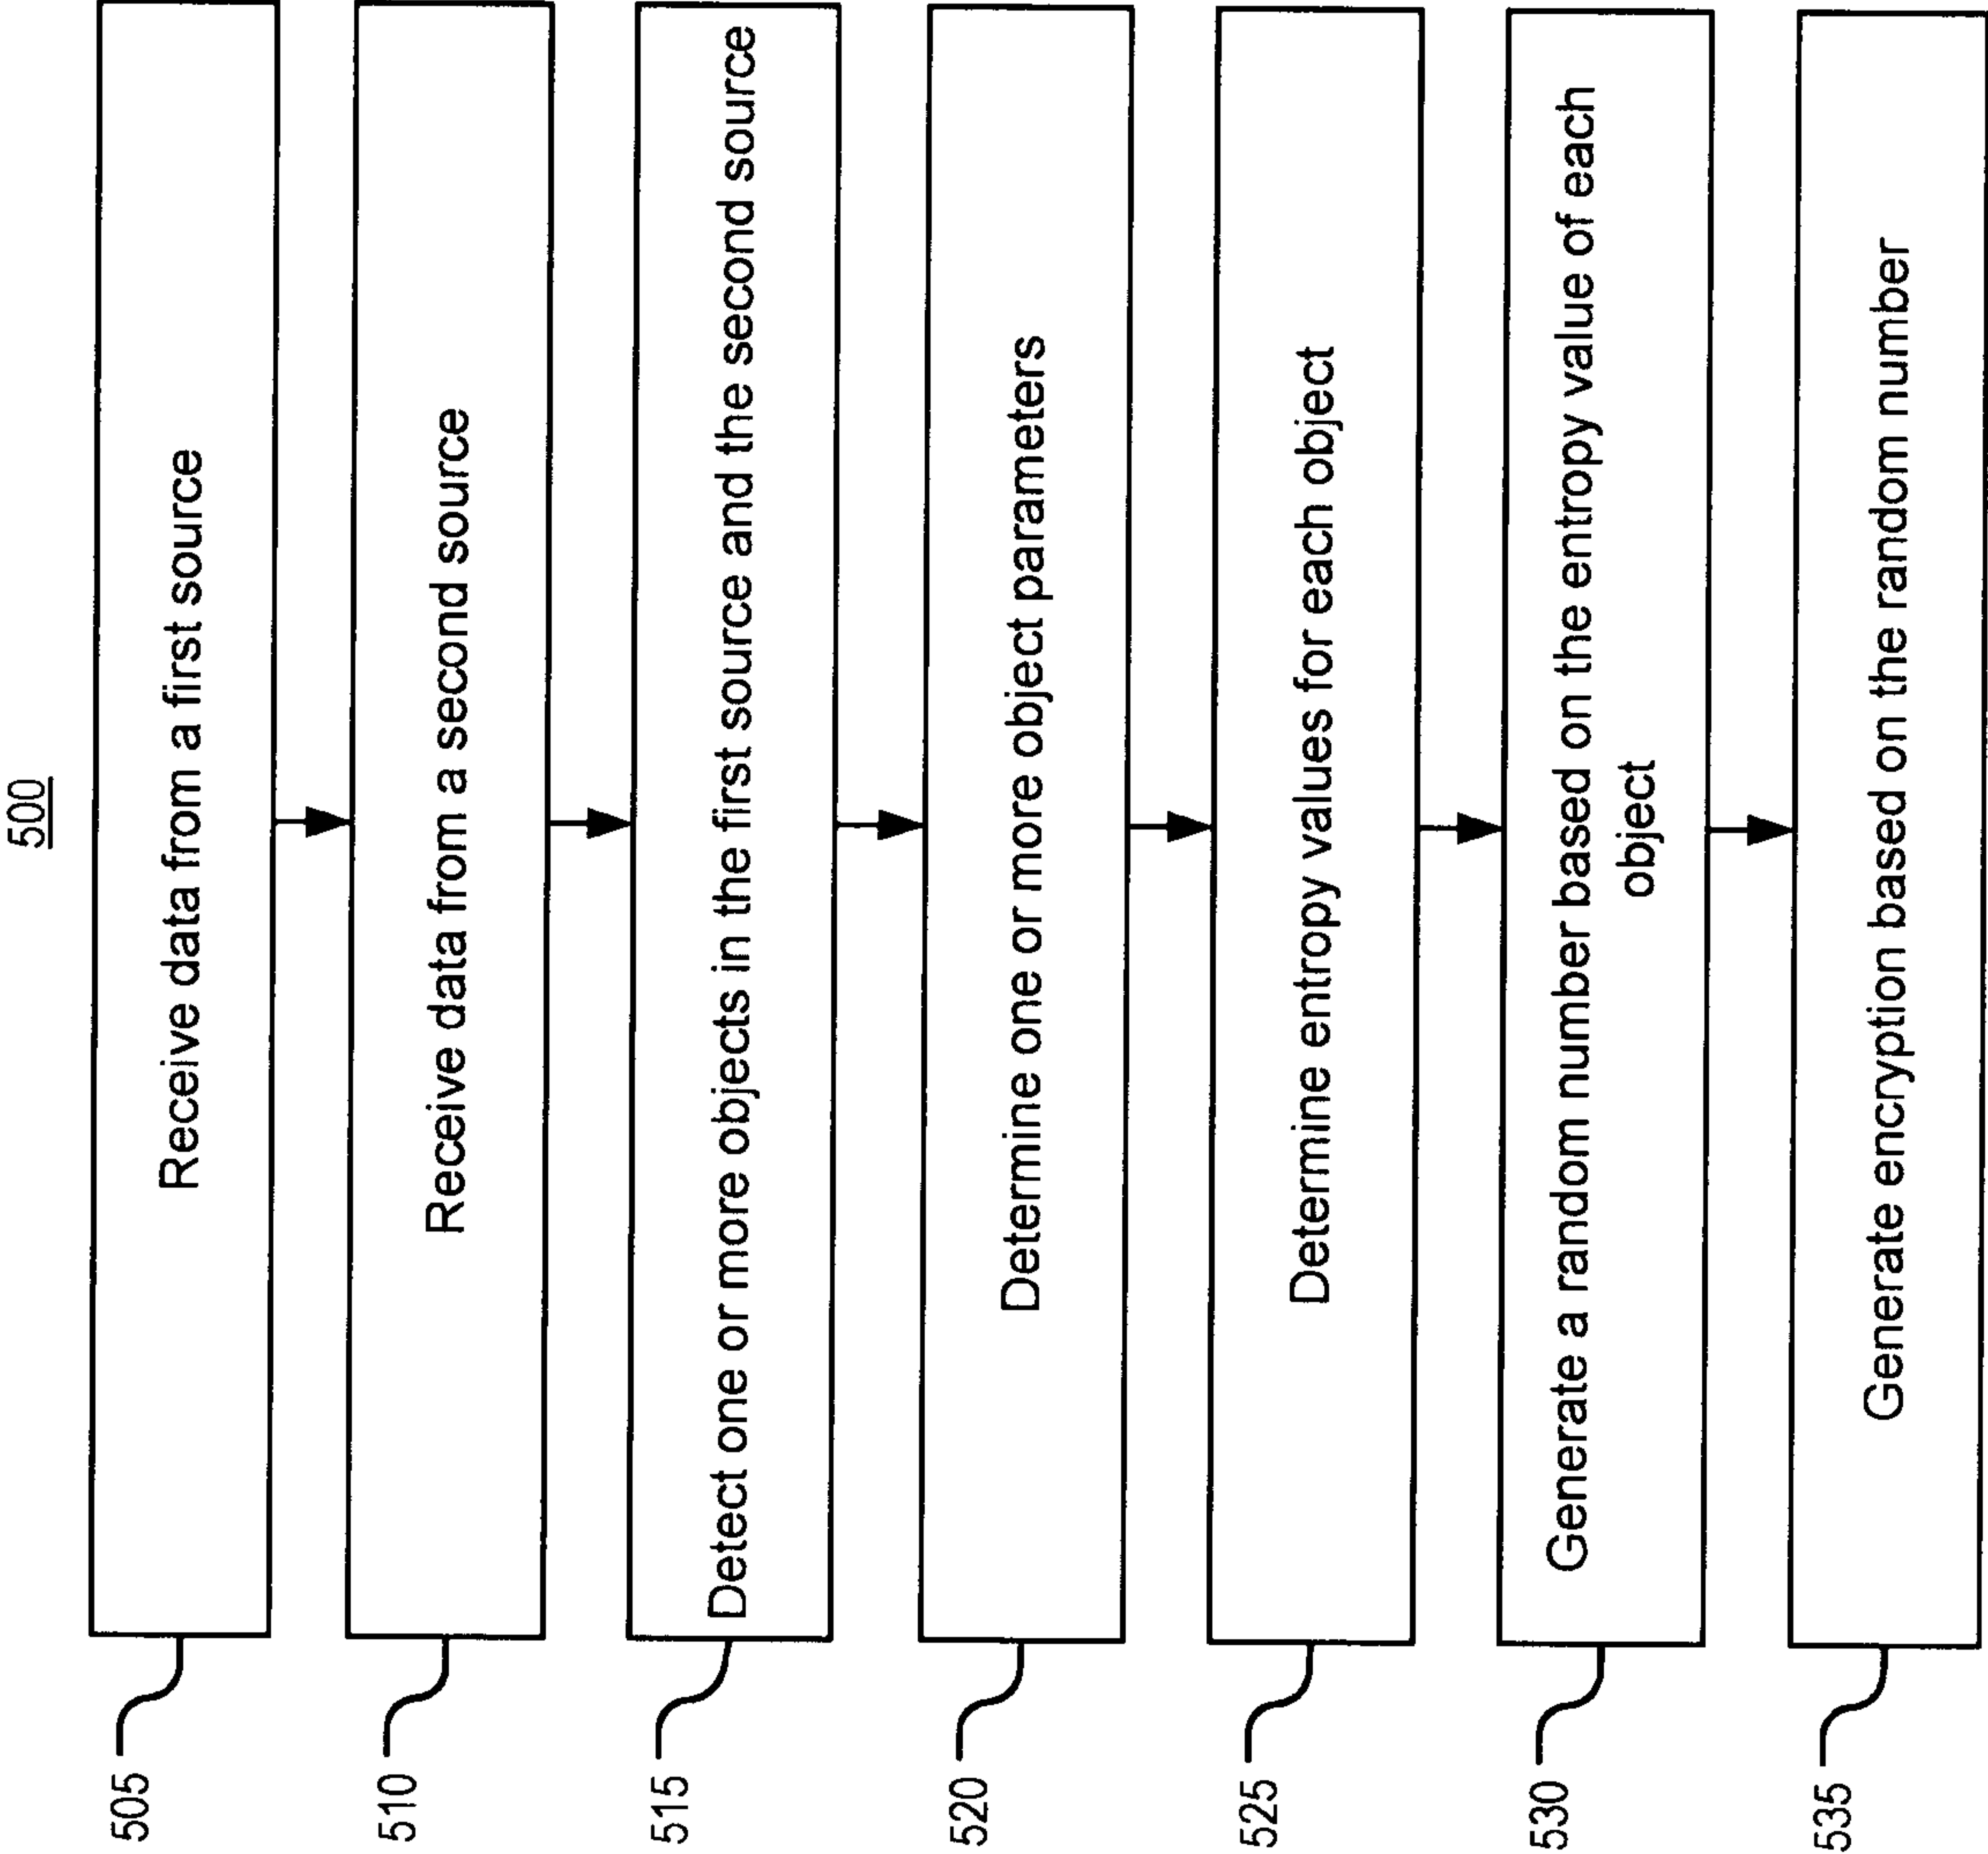 500
505
Receive data from a first source
510
Receive data from a second source
515
Detect one or more objects in the first source and the second source
520
Determine one or more object parameters
525
Determine entropy values for each object
530
Generate a random number based on the entropy value of each
object
535
Generate encryption based on the random number